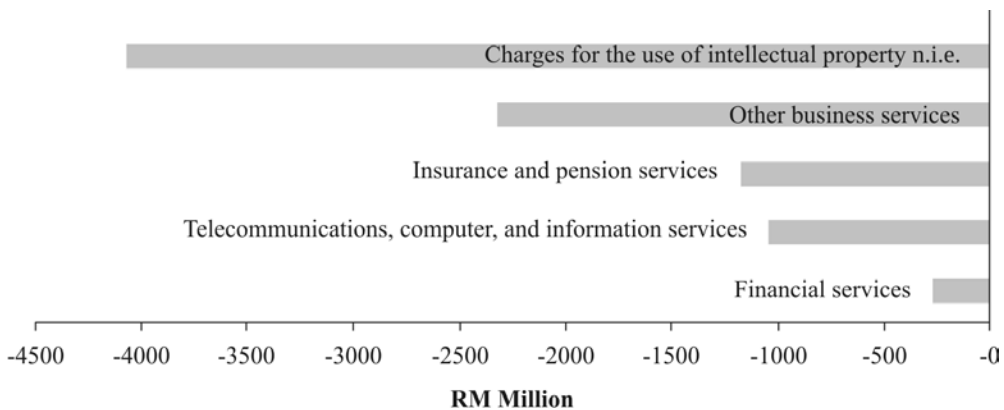 Charges for the use of intellectual property n.i.e.
Other business services
Insurance and pension services
Telecommunications, computer, and information services
Financial services
-4500 -4000 -3500 -3000 -2500 -2000 -1500 -1000 -500 -0
RM Million